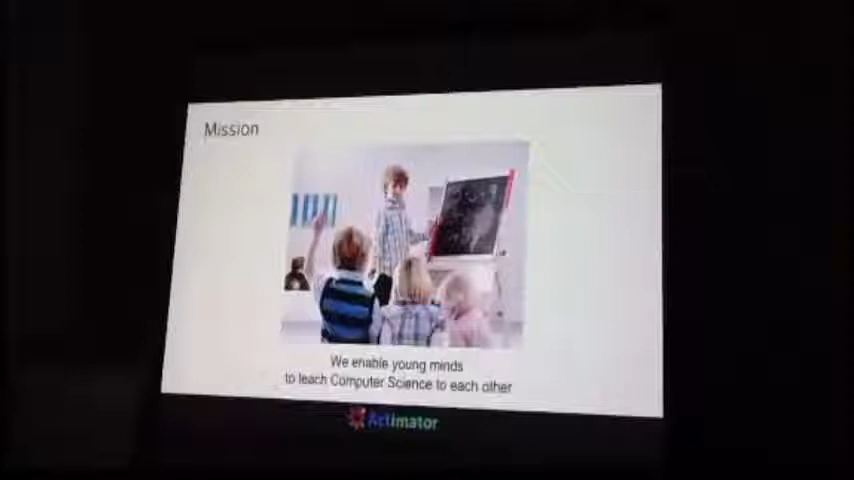 Mission
We enable young minds
to teach Computer Science to each other
Actimator